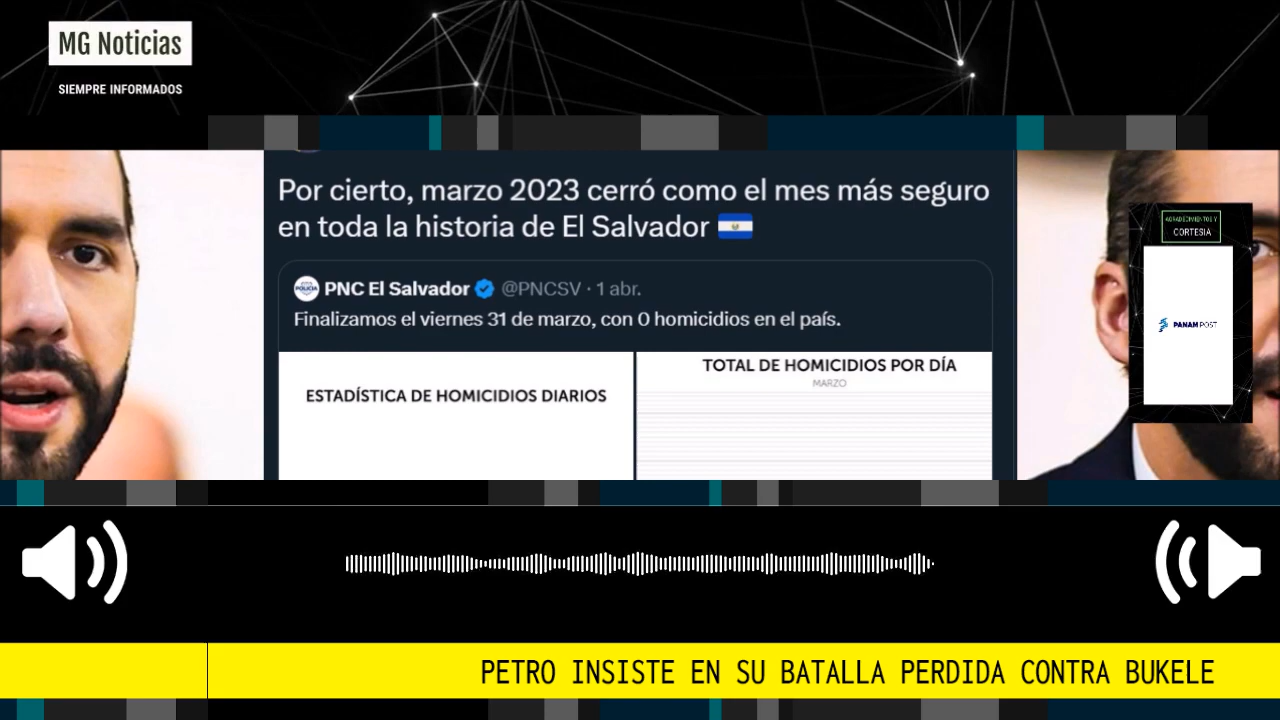 MG Noticias
SIEMPRE INFORMADOS
Por cierto, marzo 2023 cerró como el mes más seguro
en toda la historia de El Salvador
POLICIA
PNC El Salvador @PNCSV · 1 abr.
Finalizamos el viernes 31 de marzo, con 0 homicidios en el país.
ESTADÍSTICA DE HOMICIDIOS DIARIOS
TOTAL DE HOMICIDIOS POR DÍA
MARZO
AGRADECIMIENTOS Y
CORTESIA
PANAM POST
PETRO INSISTE EN SU BATALLA PERDIDA CONTRA BUKELE